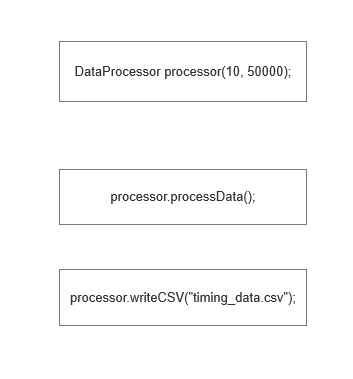 DataProcessor processor(10, 50000);
processor.processData();
processor.writeCSV("timing_data.csv");